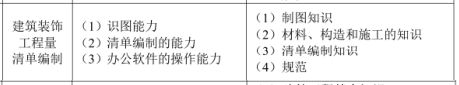 建筑装饰
工程量
清单编制
（1）识图能力
（2）清单编制的能力
（3）办公软件的操作能力
（1）制图知识
（2）材料、构造和施工的知识
（3）清单编制知识
（4）规范